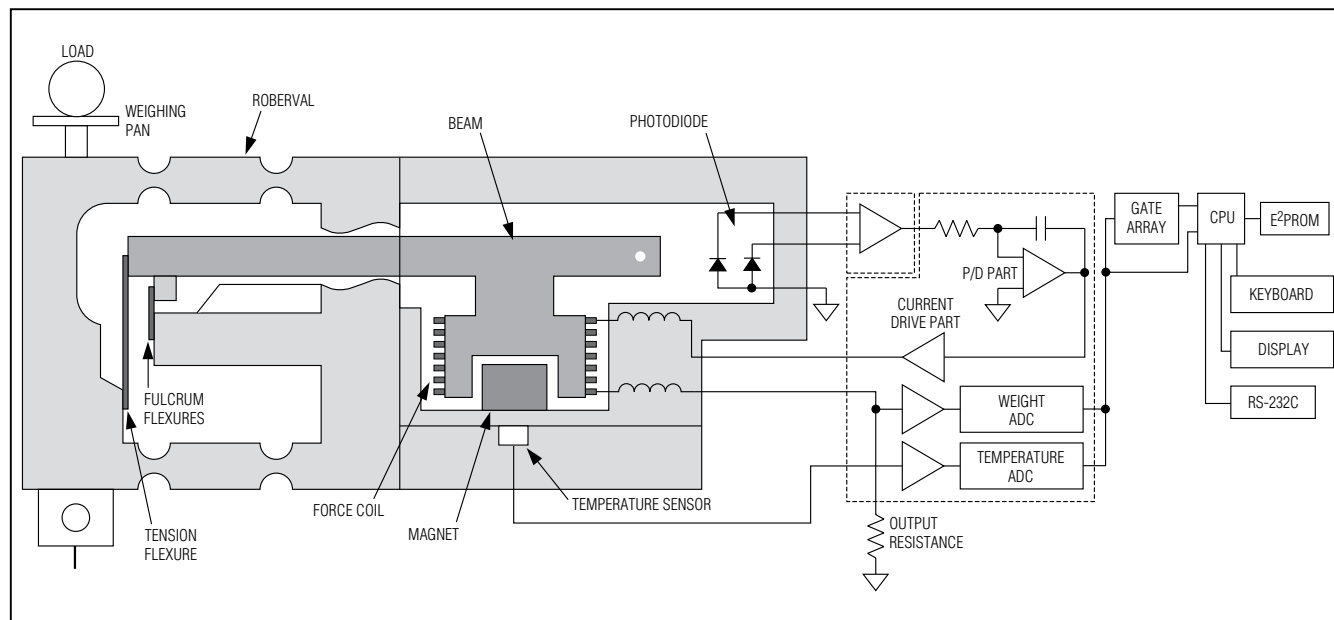 LOAD
WEIGHING
PAN
ROBERVAL
BEAM
PHOTODIODE
P/D PART
CURRENT
DRIVE PART
GATE
ARRAY
CPU
E²PROM
KEYBOARD
DISPLAY
RS-232C
WEIGHT
ADC
TEMPERATURE
ADC
FULCRUM
FLEXURES
TENSION
FLEXURE
FORCE COIL
MAGNET
TEMPERATURE SENSOR
OUTPUT
RESISTANCE